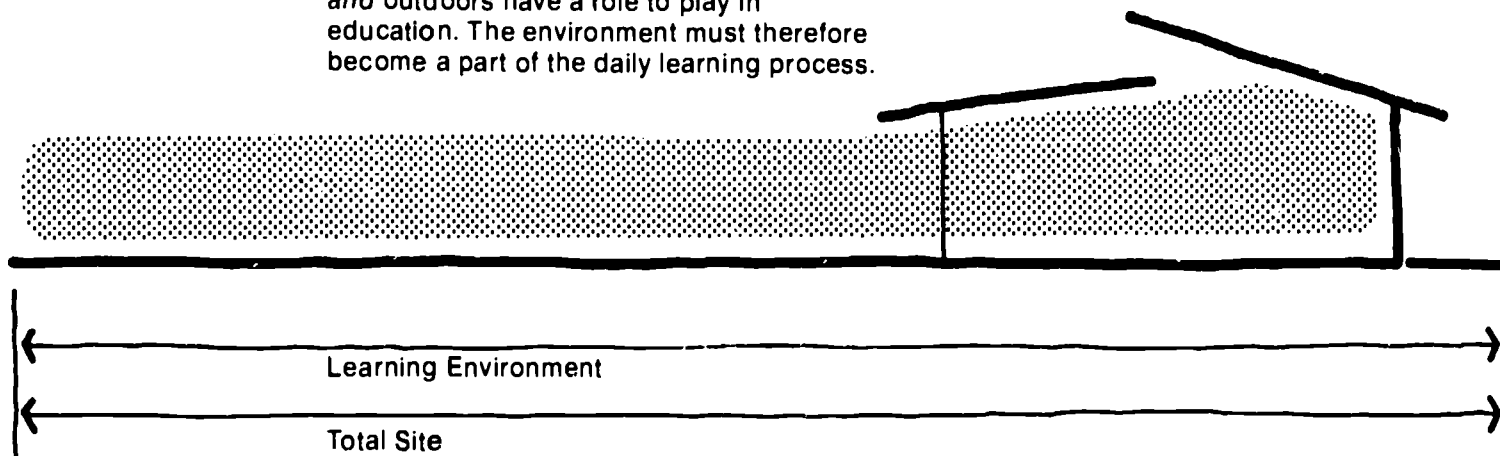 and outdoors have a role to play in
education. The environment must therefore
become a part of the daily learning process.
Learning Environment
Total Site